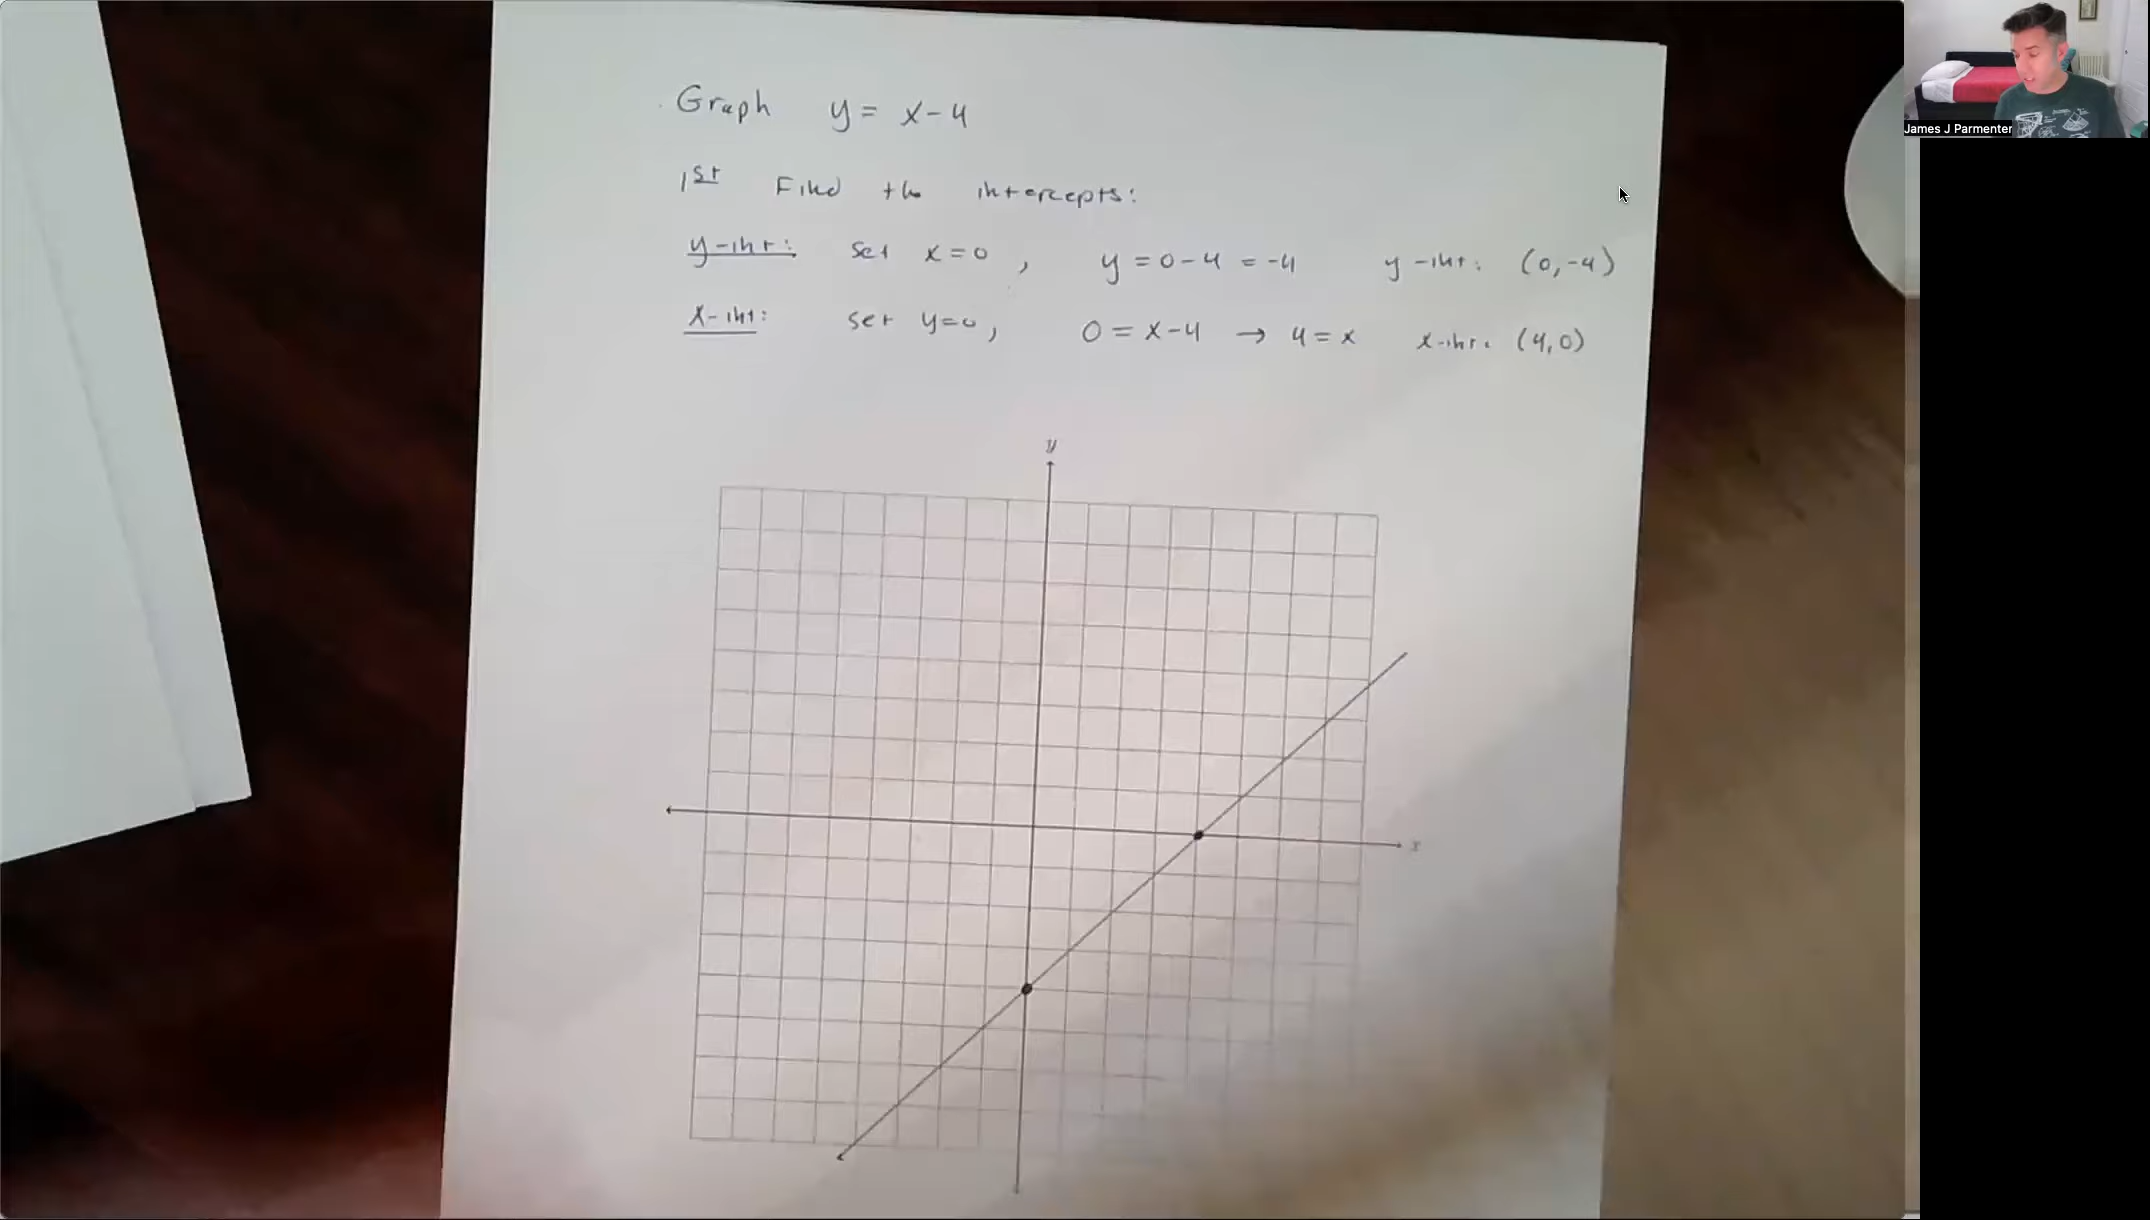 Graph y = x-4
1st Find the intercepts:
y-int: set x=0, y=0-4 = -4 y-int: (0,-4)
x-int: set y=0, 0=x-4 → 4=x x-int: (4,0)
y
x
James J Parmenter